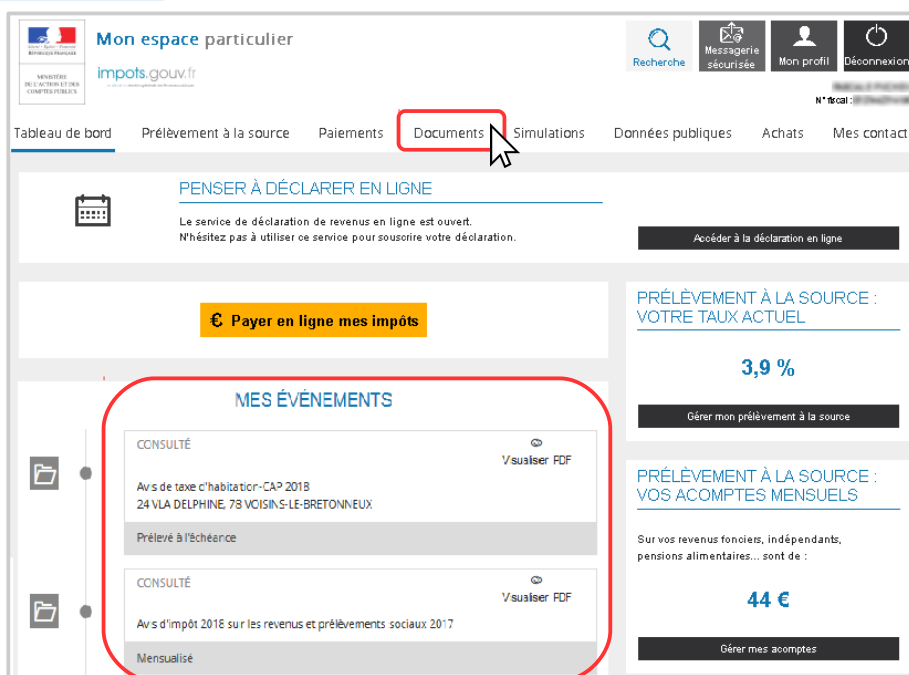 Mon espace particulier
impots.gouv.fr
Liberté • Égalité • Fraternité
RÉPUBLIQUE FRANÇAISE
MINISTÈRE
DE L'ACTION ET DES
COMPTES PUBLICS
Recherche
Messagerie
sécurisée
Mon profil
Déconnexion
N° fiscal :
Tableau de bord
Prélèvement à la source
Paiements
Documents
Simulations
Données publiques
Achats
Mes contact
PENSER À DÉCLARER EN LIGNE
Le service de déclaration de revenus en ligne est ouvert.
N'hésitez pas à utiliser ce service pour souscrire votre déclaration.
Accéder à la déclaration en ligne
€ Payer en ligne mes impôts
PRÉLÈVEMENT À LA SOURCE :
VOTRE TAUX ACTUEL
3,9 %
Gérer mon prélèvement à la source
MES ÉVÉNEMENTS
CONSULTÉ
Visualiser PDF
Avis de taxe d'habitation-CAP 2018
24 VLA DELPHINE, 78 VOISINS-LE-BRETONNEUX
Prélevé à l'échéance
CONSULTÉ
Visualiser PDF
Avis d'impôt 2018 sur les revenus et prélèvements sociaux 2017
Mensualisé
PRÉLÈVEMENT À LA SOURCE :
VOS ACOMPTES MENSUELS
Sur vos revenus fonciers, indépendants,
pensions alimentaires... sont de :
44 €
Gérer mes acomptes